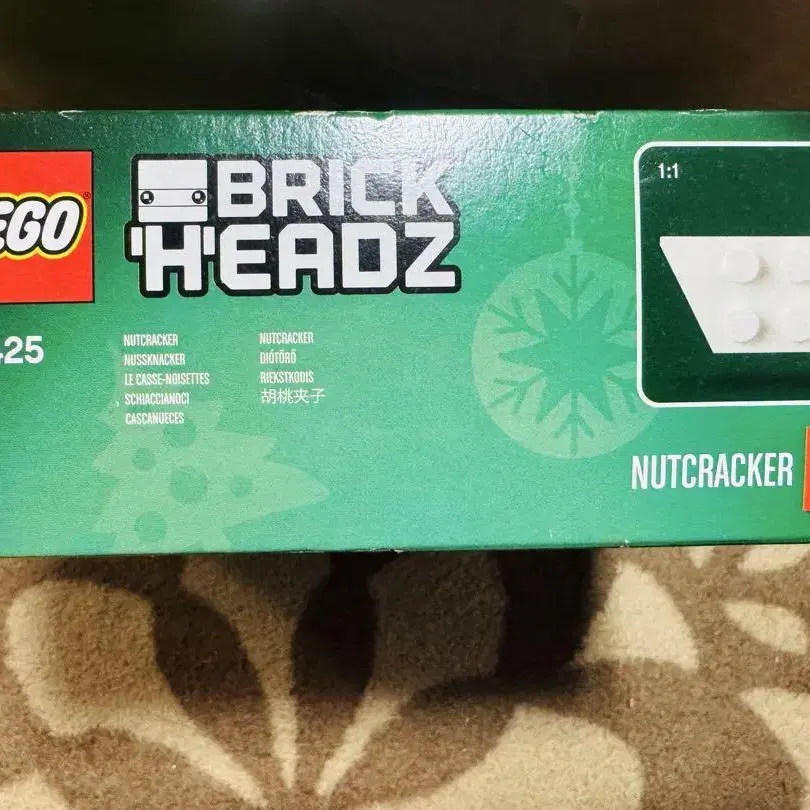 EGO
®
BRICK
HEADZ
425
NUTCRACKER
NUSSKNACKER
LE CASSE-NOISETTES
SCHIACCIANOCI
CASCANUECES
NUTCRACKER
DIÓTÖRŐ
RIEKSTKODIS
胡桃夹子
1:1
NUTCRACKER